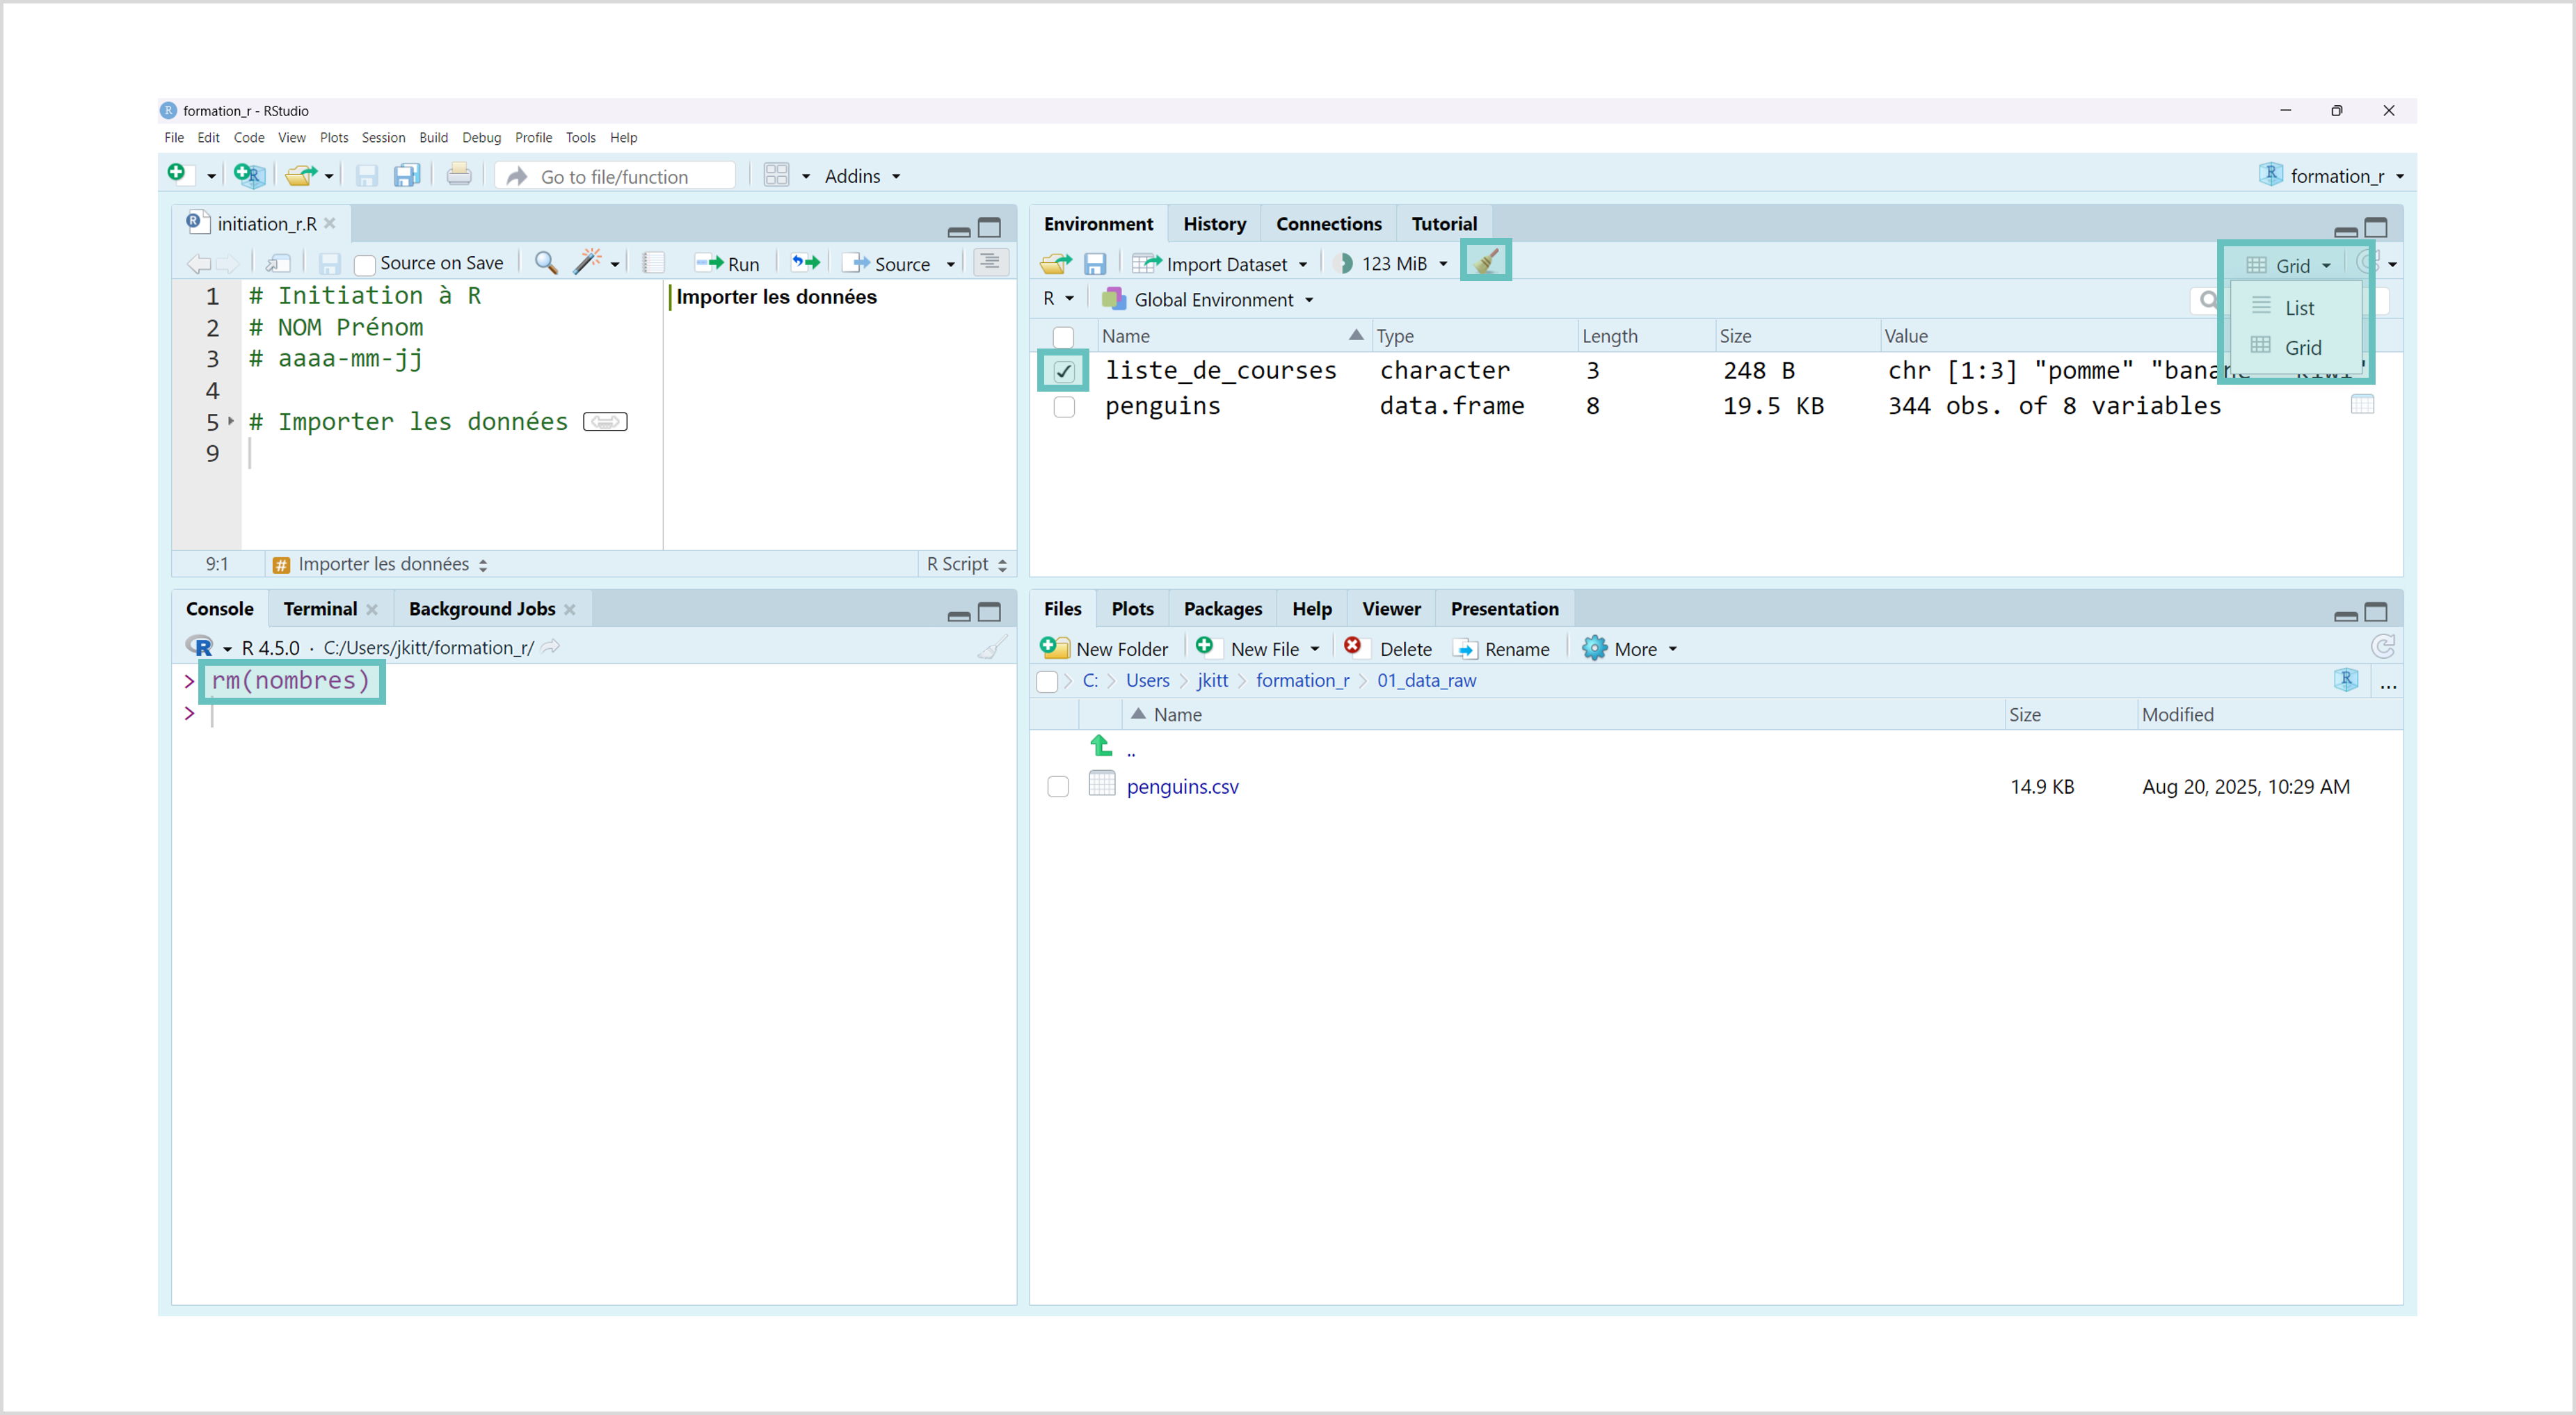 formation_r - RStudio
File Edit Code View Plots Session Build Debug Profile Tools Help
Go to file/function Addins formation_r
initiation_r.R
Source on Save Run Source
1 # Initiation à R
2 # NOM Prénom
3 # aaaa-mm-jj
4
5 # Importer les données
9
Importer les données
9:1 # Importer les données R Script
Environment History Connections Tutorial
Import Dataset 123 MiB Grid
R Global Environment
List
Grid
Name Type Length Size Value
liste_de_courses character 3 248 B chr [1:3] "pomme" "banane" "kiwi"
penguins data.frame 8 19.5 KB 344 obs. of 8 variables
Console Terminal Background Jobs
R 4.5.0 · C:/Users/jkitt/formation_r/
> rm(nombres)
>
Files Plots Packages Help Viewer Presentation
New Folder New File Delete Rename More
C: Users jkitt formation_r 01_data_raw ...
Name Size Modified
..
penguins.csv 14.9 KB Aug 20, 2025, 10:29 AM